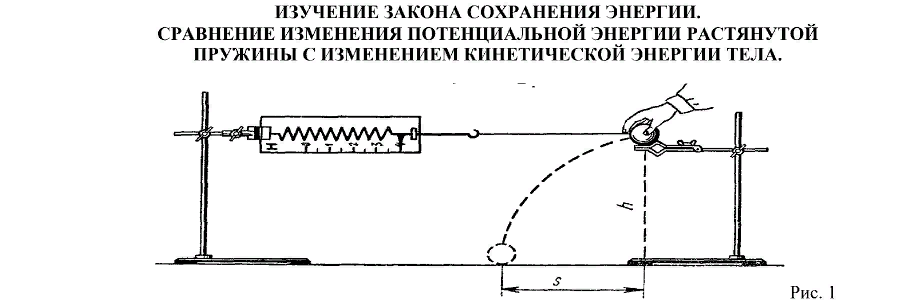 ИЗУЧЕНИЕ ЗАКОНА СОХРАНЕНИЯ ЭНЕРГИИ.
СРАВНЕНИЕ ИЗМЕНЕНИЯ ПОТЕНЦИАЛЬНОЙ ЭНЕРГИИ РАСТЯНУТОЙ
ПРУЖИНЫ С ИЗМЕНЕНИЕМ КИНЕТИЧЕСКОЙ ЭНЕРГИИ ТЕЛА.
h
s
Рис. 1